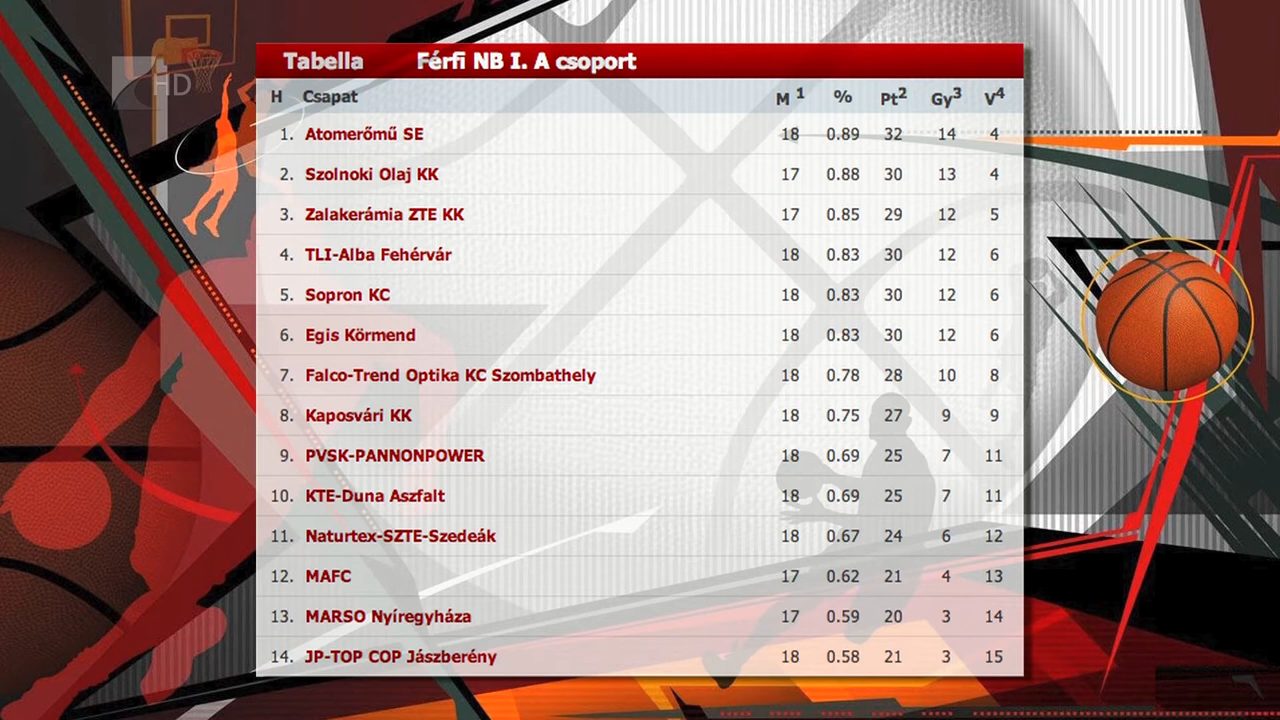 HD
Tabella Férfi NB I. A csoport
H Csapat M 1 % Pt2 Gy3 V4
1. Atomerőmű SE 18 0.89 32 14 4
2. Szolnoki Olaj KK 17 0.88 30 13 4
3. Zalakerámia ZTE KK 17 0.85 29 12 5
4. TLI-Alba Fehérvár 18 0.83 30 12 6
5. Sopron KC 18 0.83 30 12 6
6. Egis Körmend 18 0.83 30 12 6
7. Falco-Trend Optika KC Szombathely 18 0.78 28 10 8
8. Kaposvári KK 18 0.75 27 9 9
9. PVSK-PANNONPOWER 18 0.69 25 7 11
10. KTE-Duna Aszfalt 18 0.69 25 7 11
11. Naturtex-SZTE-Szedeák 18 0.67 24 6 12
12. MAFC 17 0.62 21 4 13
13. MARSO Nyíregyháza 17 0.59 20 3 14
14. JP-TOP COP Jászberény 18 0.58 21 3 15